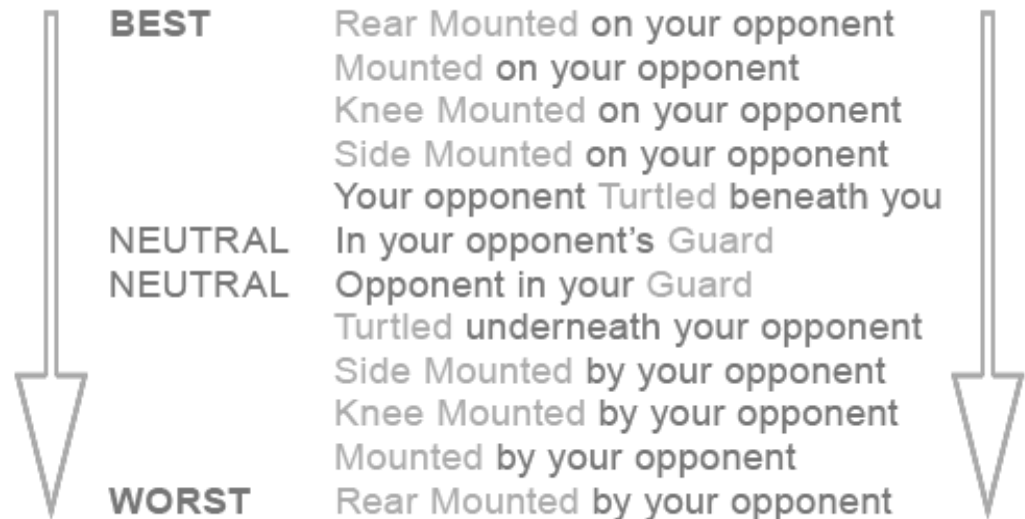 BEST Rear Mounted on your opponent
Mounted on your opponent
Knee Mounted on your opponent
Side Mounted on your opponent
Your opponent Turtled beneath you
NEUTRAL In your opponent's Guard
NEUTRAL Opponent in your Guard
Turtled underneath your opponent
Side Mounted by your opponent
Knee Mounted by your opponent
Mounted by your opponent
WORST Rear Mounted by your opponent